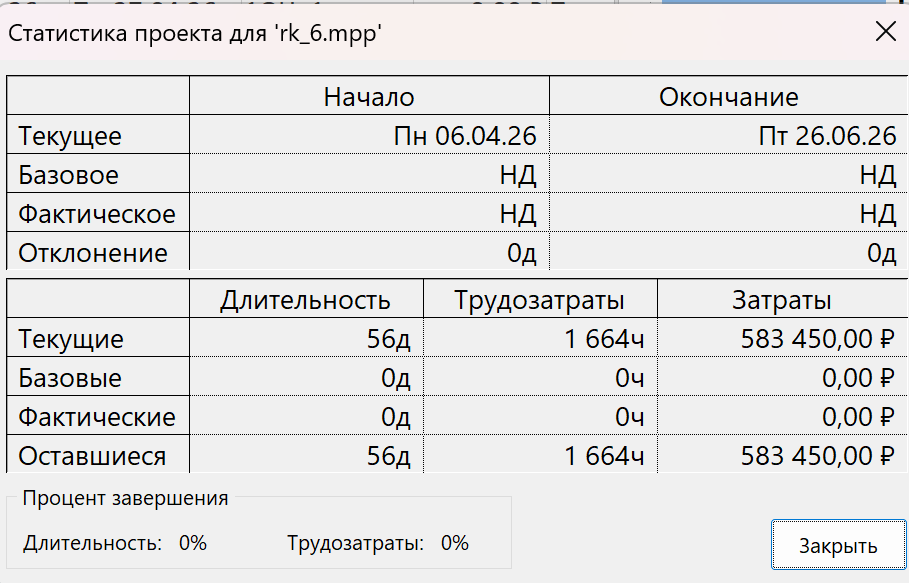 Статистика проекта для 'rk_6.mpp'
Начало Окончание
Текущее Пн 06.04.26 Пт 26.06.26
Базовое НД НД
Фактическое НД НД
Отклонение 0д 0д
Длительность Трудозатраты Затраты
Текущие 56д 1 664ч 583 450,00 ₽
Базовые 0д 0ч 0,00 ₽
Фактические 0д 0ч 0,00 ₽
Оставшиеся 56д 1 664ч 583 450,00 ₽
Процент завершения
Длительность: 0% Трудозатраты: 0%
Закрыть